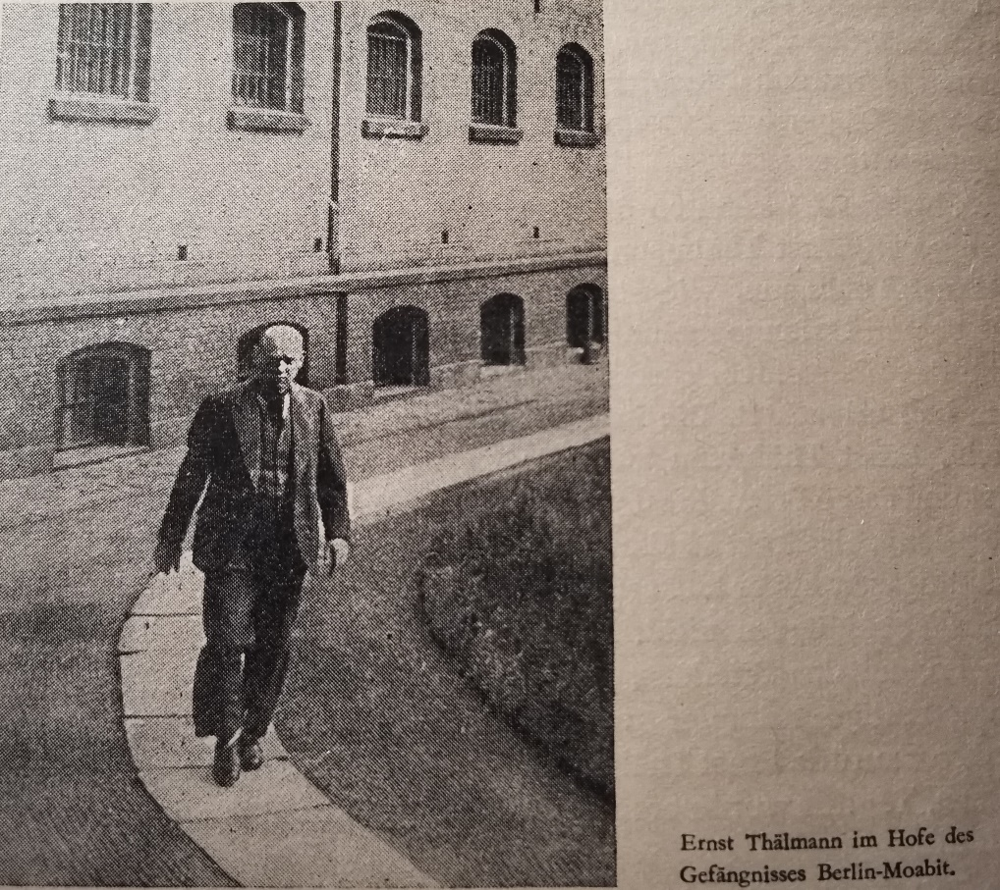 Ernst Thälmann im Hofe des
Gefängnisses Berlin-Moabit.